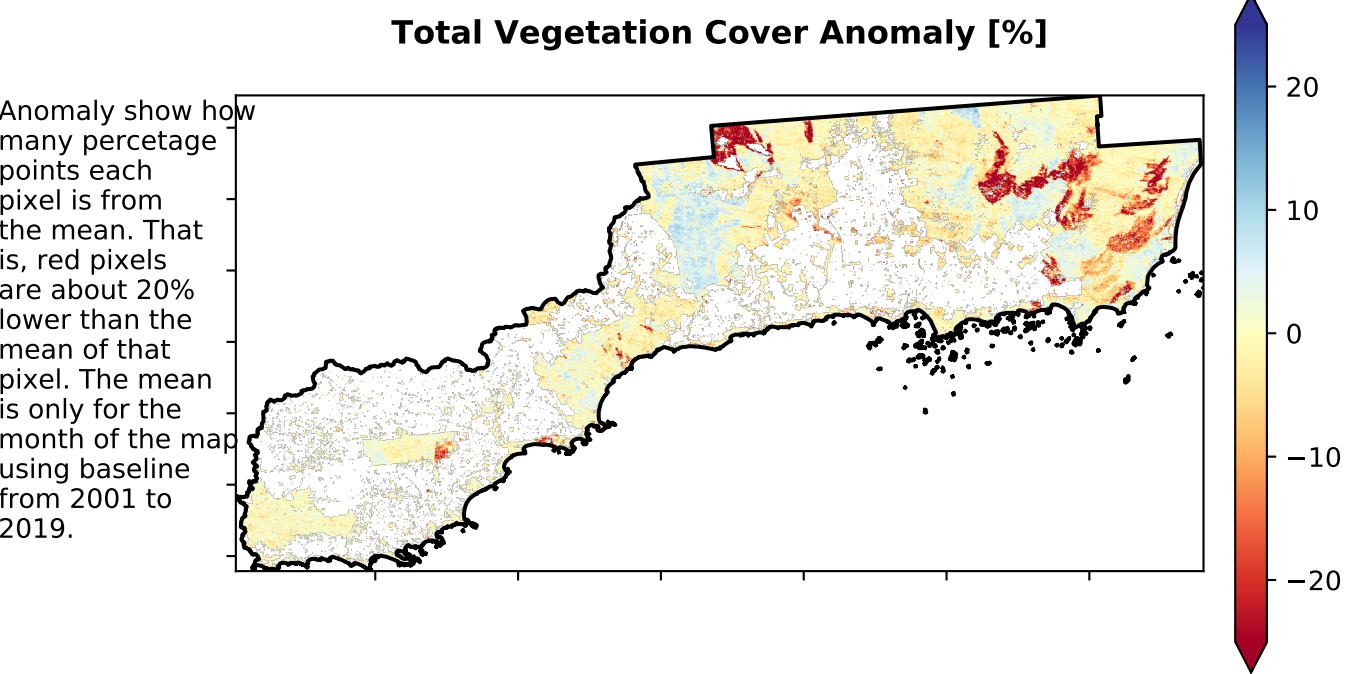 Total Vegetation Cover Anomaly [%]
Anomaly show how
many percetage
points each
pixel is from
the mean. That
is, red pixels
are about 20%
lower than the
mean of that
pixel. The mean
is only for the
month of the map
using baseline
from 2001 to
2019.
20
10
0
−10
−20